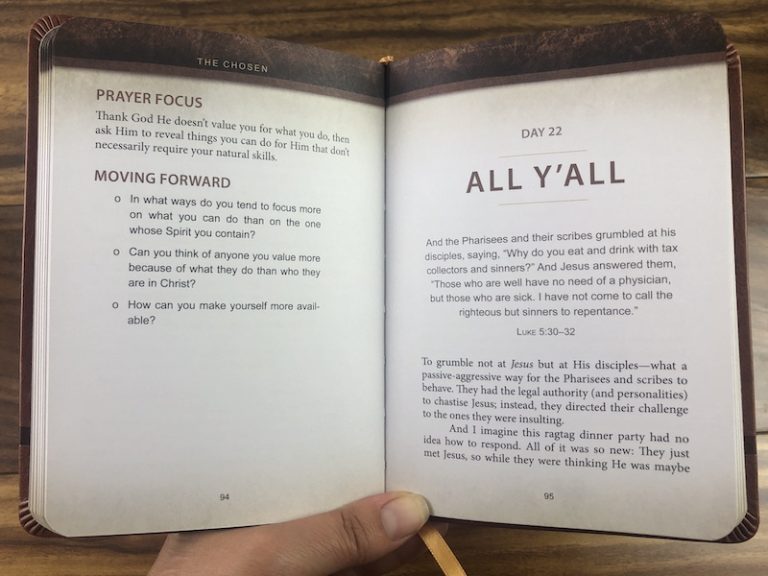 THE CHOSEN
PRAYER FOCUS
Thank God He doesn't value you for what you do, then
ask Him to reveal things you can do for Him that don't
necessarily require your natural skills.
MOVING FORWARD
o In what ways do you tend to focus more
on what you can do than on the one
whose Spirit you contain?
o Can you think of anyone you value more
because of what they do than who they
are in Christ?
o How can you make yourself more avail-
able?
94
DAY 22
ALL Y'ALL
And the Pharisees and their scribes grumbled at his
disciples, saying, “Why do you eat and drink with tax
collectors and sinners?” And Jesus answered them,
“Those who are well have no need of a physician,
but those who are sick. I have not come to call the
righteous but sinners to repentance.”
LUKE 5:30–32
To grumble not at Jesus but at His disciples—what a
passive-aggressive way for the Pharisees and scribes to
behave. They had the legal authority (and personalities)
to chastise Jesus; instead, they directed their challenge
to the ones they were insulting.
And I imagine this ragtag dinner party had no
idea how to respond. All of it was so new: They just
met Jesus, so while they were thinking He was maybe
95